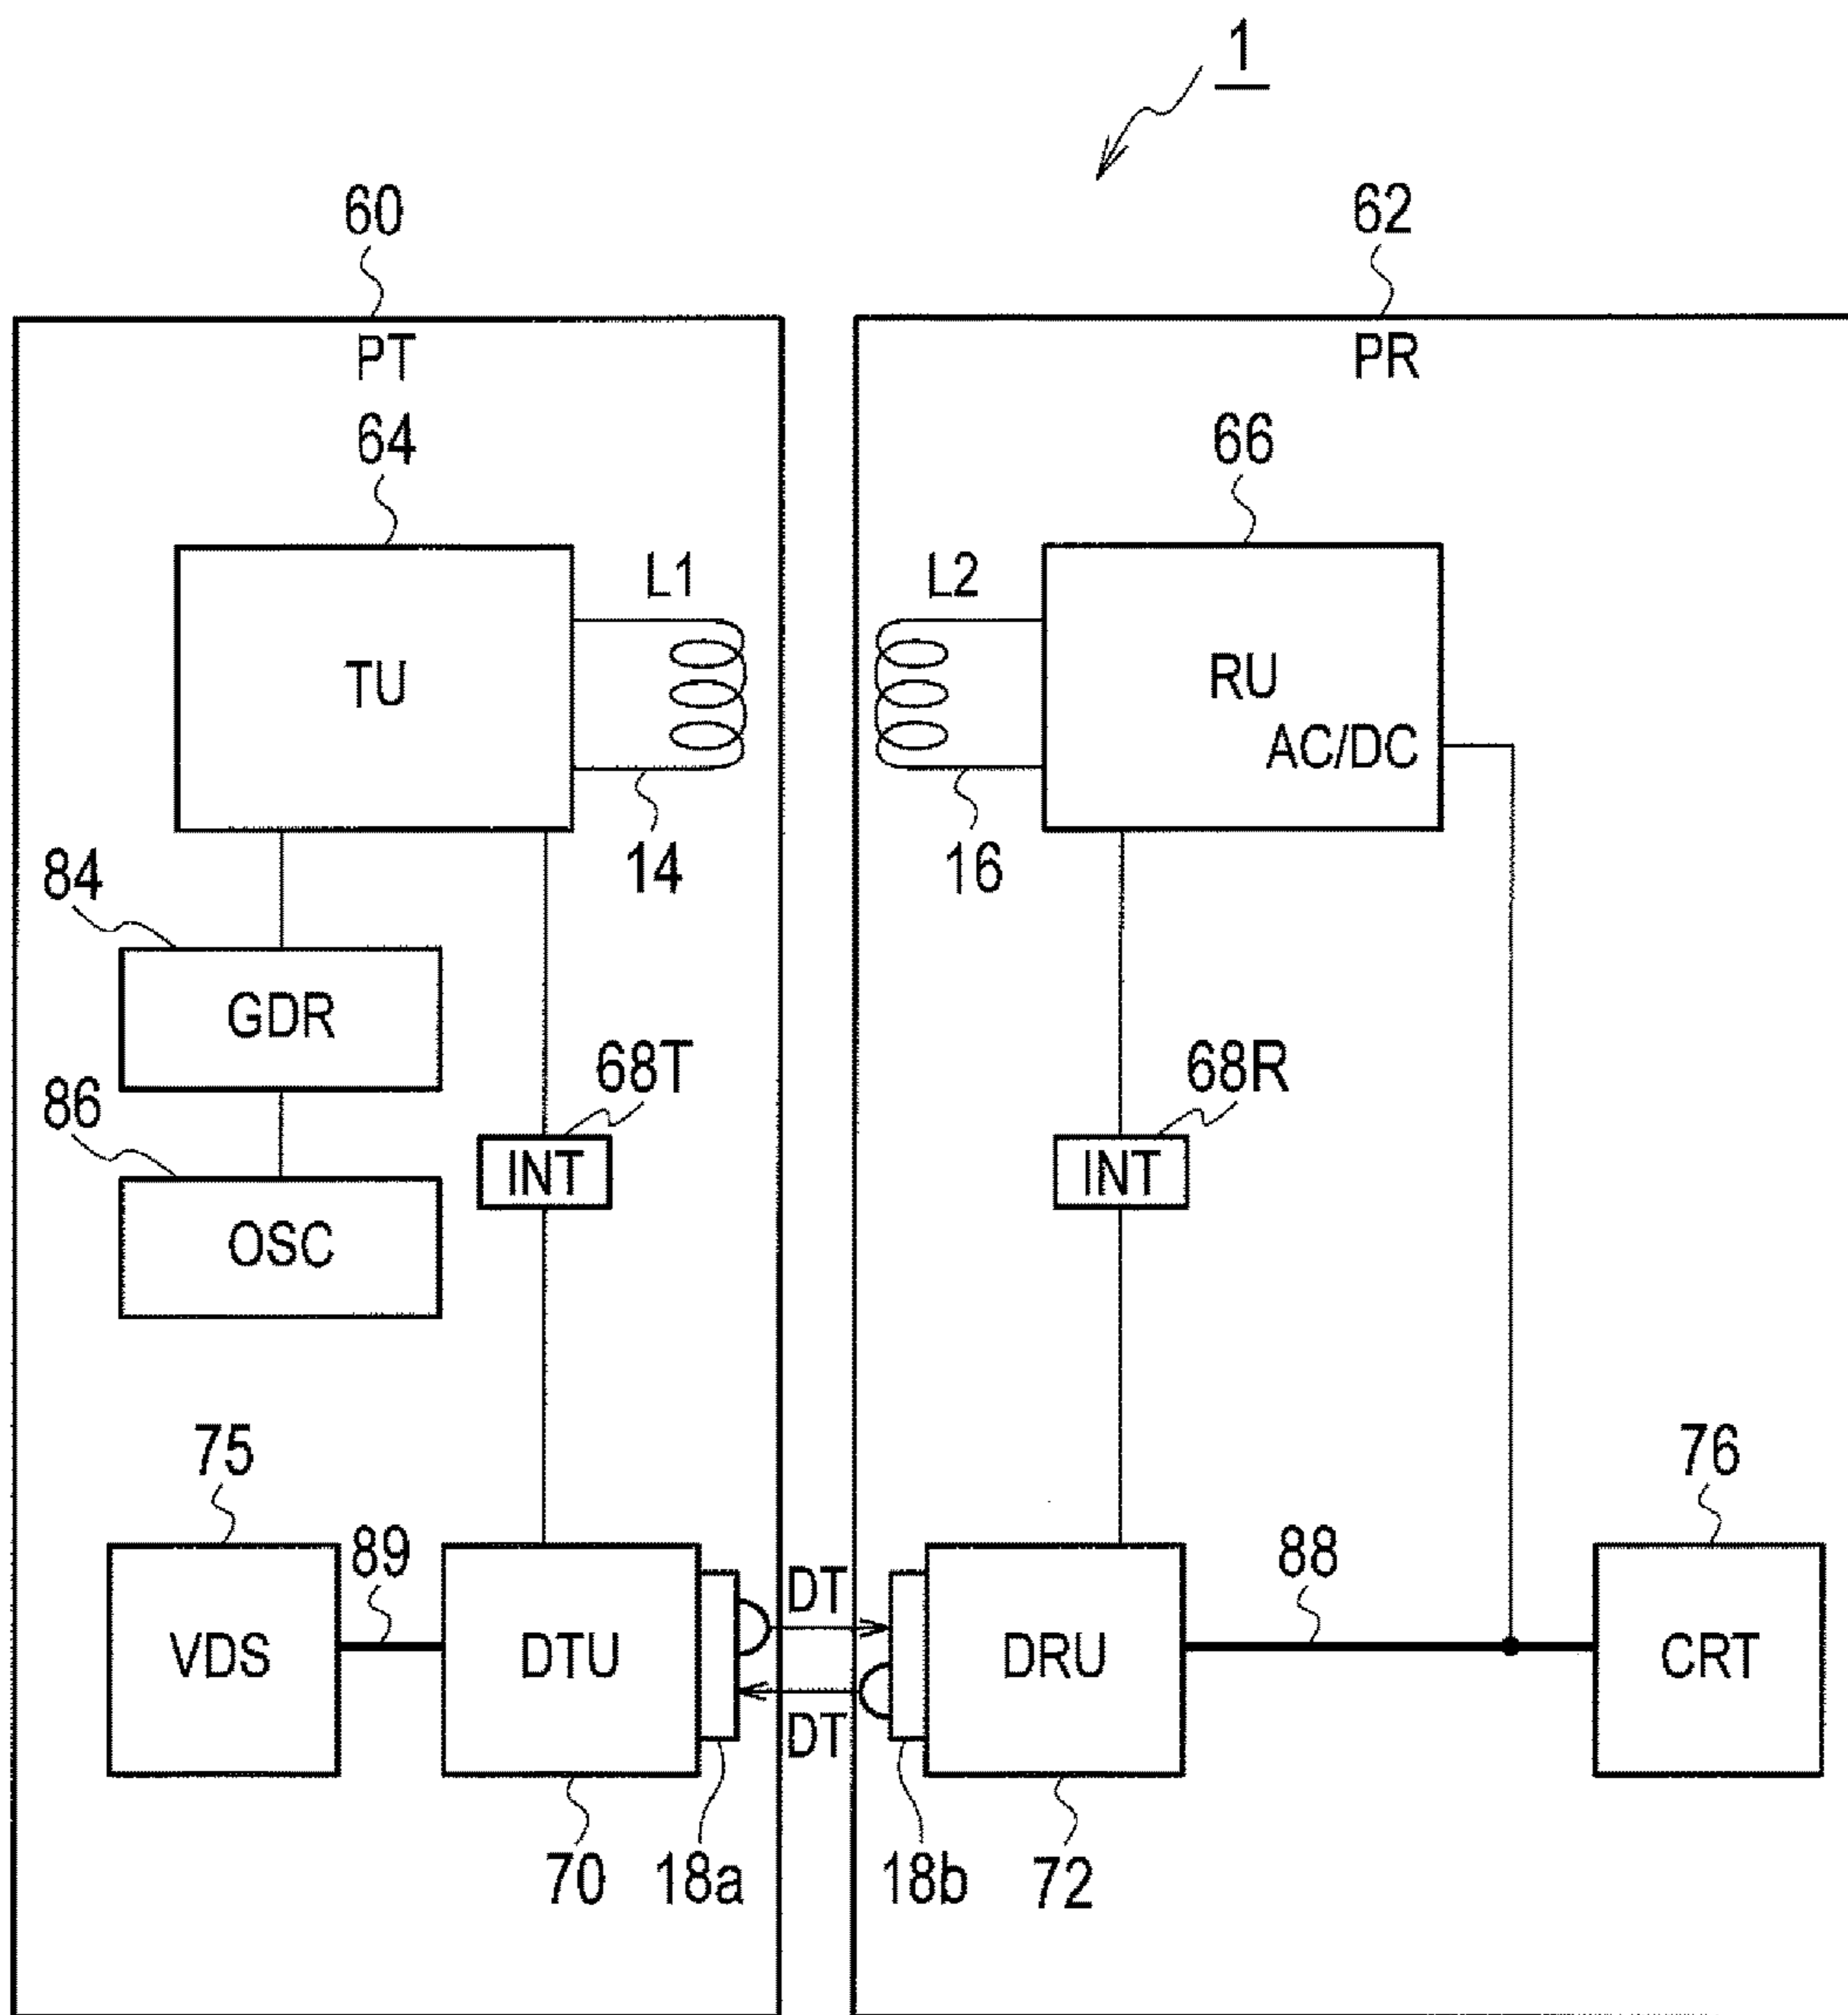 1
60
62
PT
PR
64
66
L1
L2
TU
RU
AC/DC
14
16
84
GDR
68T
68R
86
INT
INT
OSC
75
76
89
88
DT
VDS
DTU
DRU
CRT
DT
70
18a
18b
72